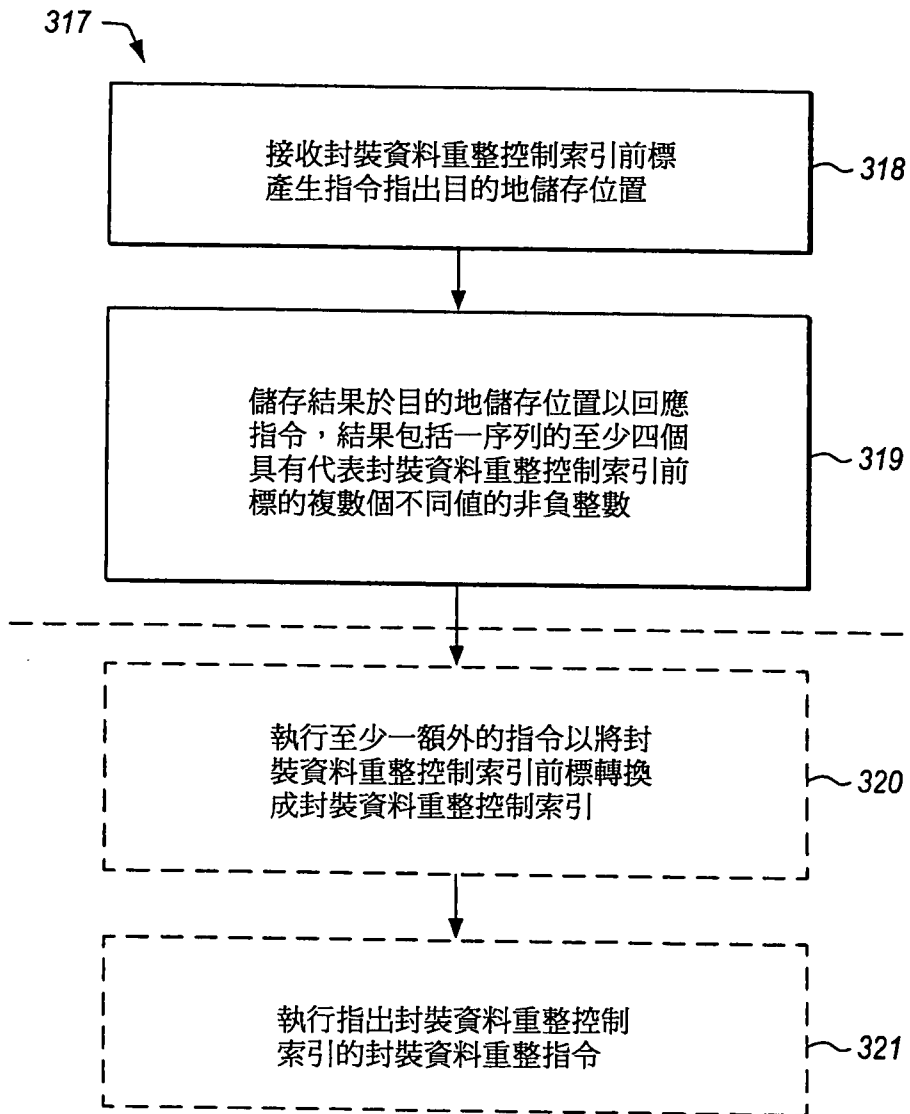 317
接收封裝資料重整控制索引前標
產生指令指出目的地儲存位置
318
儲存結果於目的地儲存位置以回應
指令，結果包括一序列的至少四個
具有代表封裝資料重整控制索引前
標的複數個不同值的非負整數
319
執行至少一額外的指令以將封
裝資料重整控制索引前標轉換
成封裝資料重整控制索引
320
執行指出封裝資料重整控制
索引的封裝資料重整指令
321